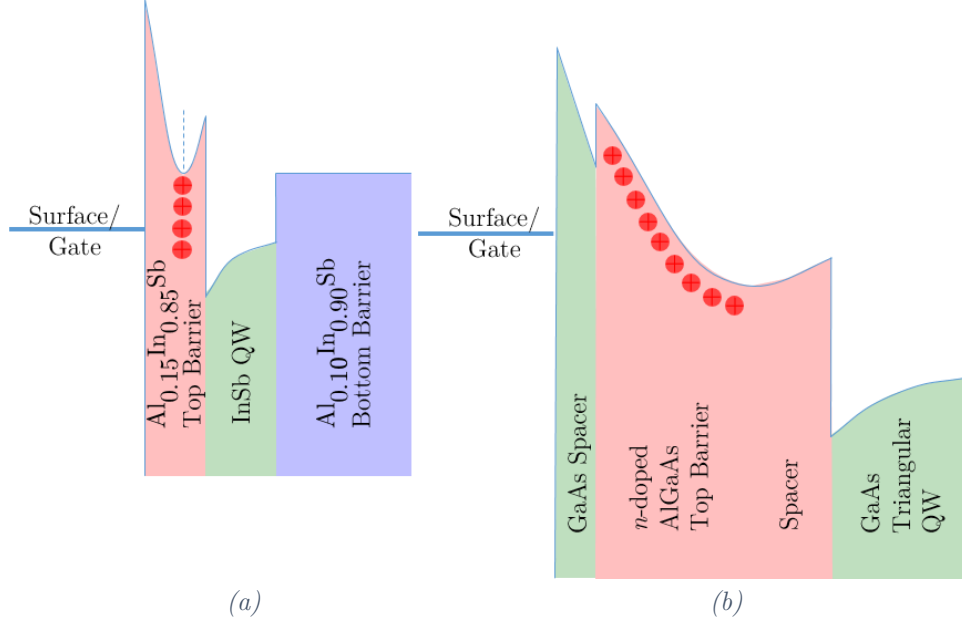 Surface/
Gate
Al0.15In0.85Sb
Top Barrier
InSb QW
Al0.10In0.90Sb
Bottom Barrier
(a)
Surface/
Gate
GaAs Spacer
n-doped
AlGaAs
Top Barrier
Spacer
GaAs
Triangular
QW
(b)